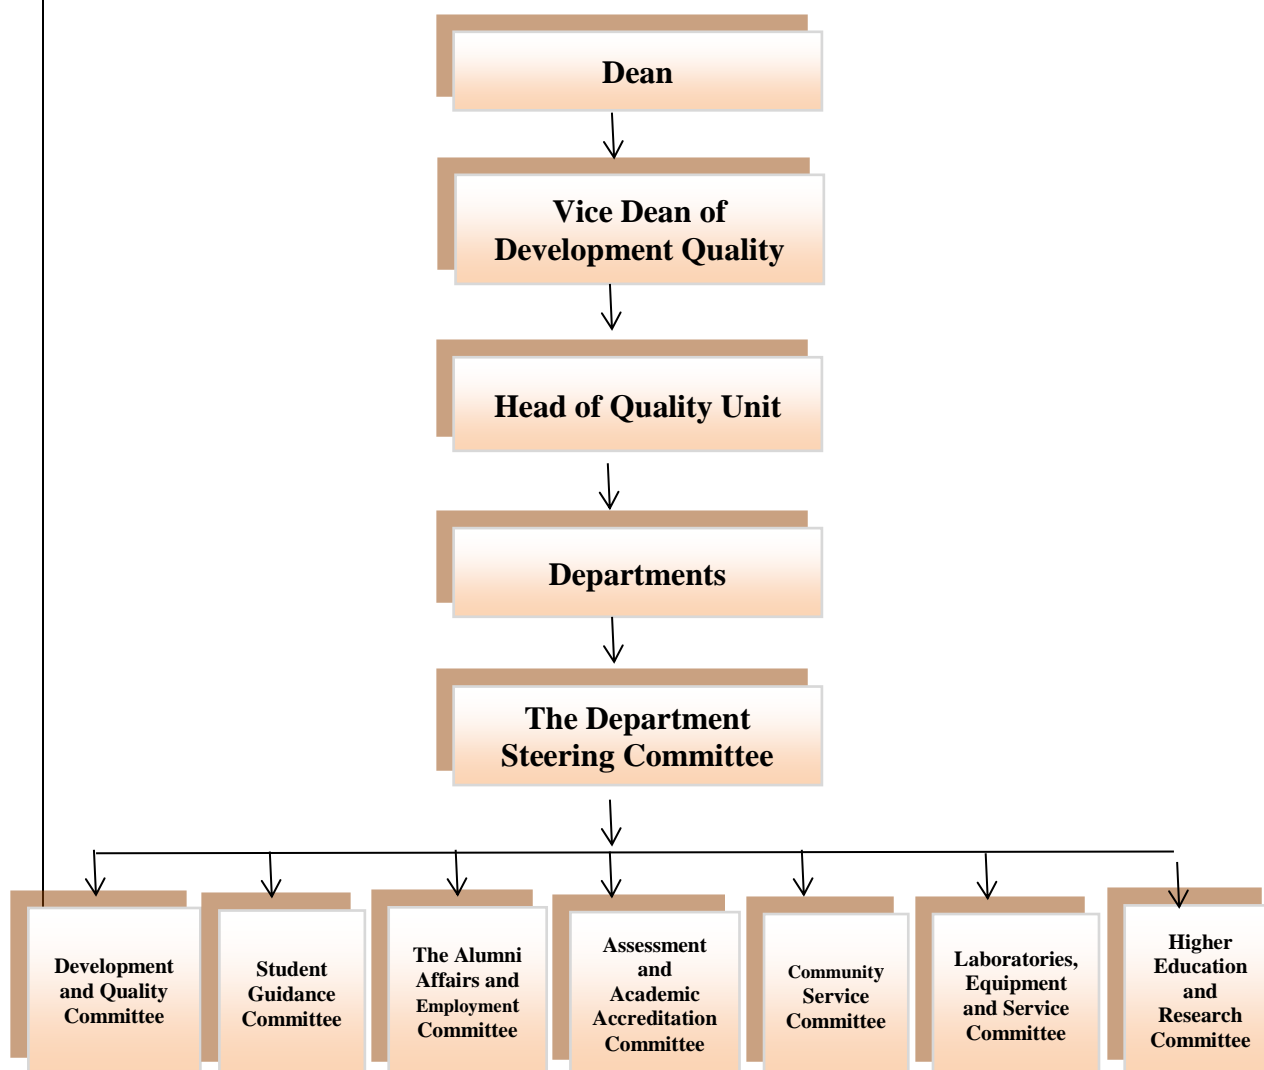 Dean
Vice Dean of
Development Quality
Head of Quality Unit
Departments
The Department
Steering Committee
Development
and Quality
Committee
Student
Guidance
Committee
The Alumni
Affairs and
Employment
Committee
Assessment
and
Academic
Accreditation
Committee
Community
Service
Committee
Laboratories,
Equipment
and Service
Committee
Higher
Education
and
Research
Committee